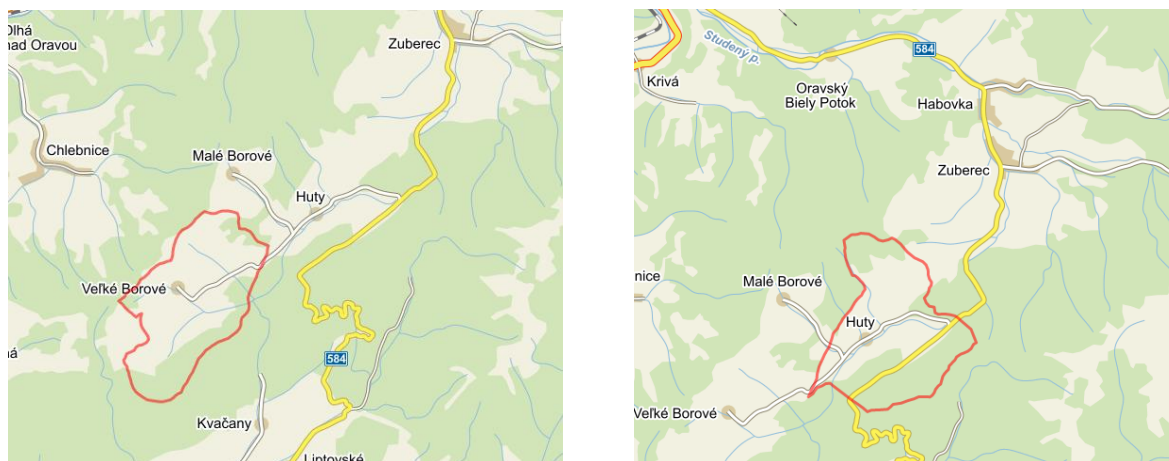 Dlhá
nad Oravou
Zuberec
Chlebnice
Malé Borové
Huty
Veľké Borové
ná
584
Kvačany
Liptovské
Studený p.
584
Krivá
Oravský
Biely Potok
Habovka
Zuberec
nice
Malé Borové
Huty
Veľké Borové